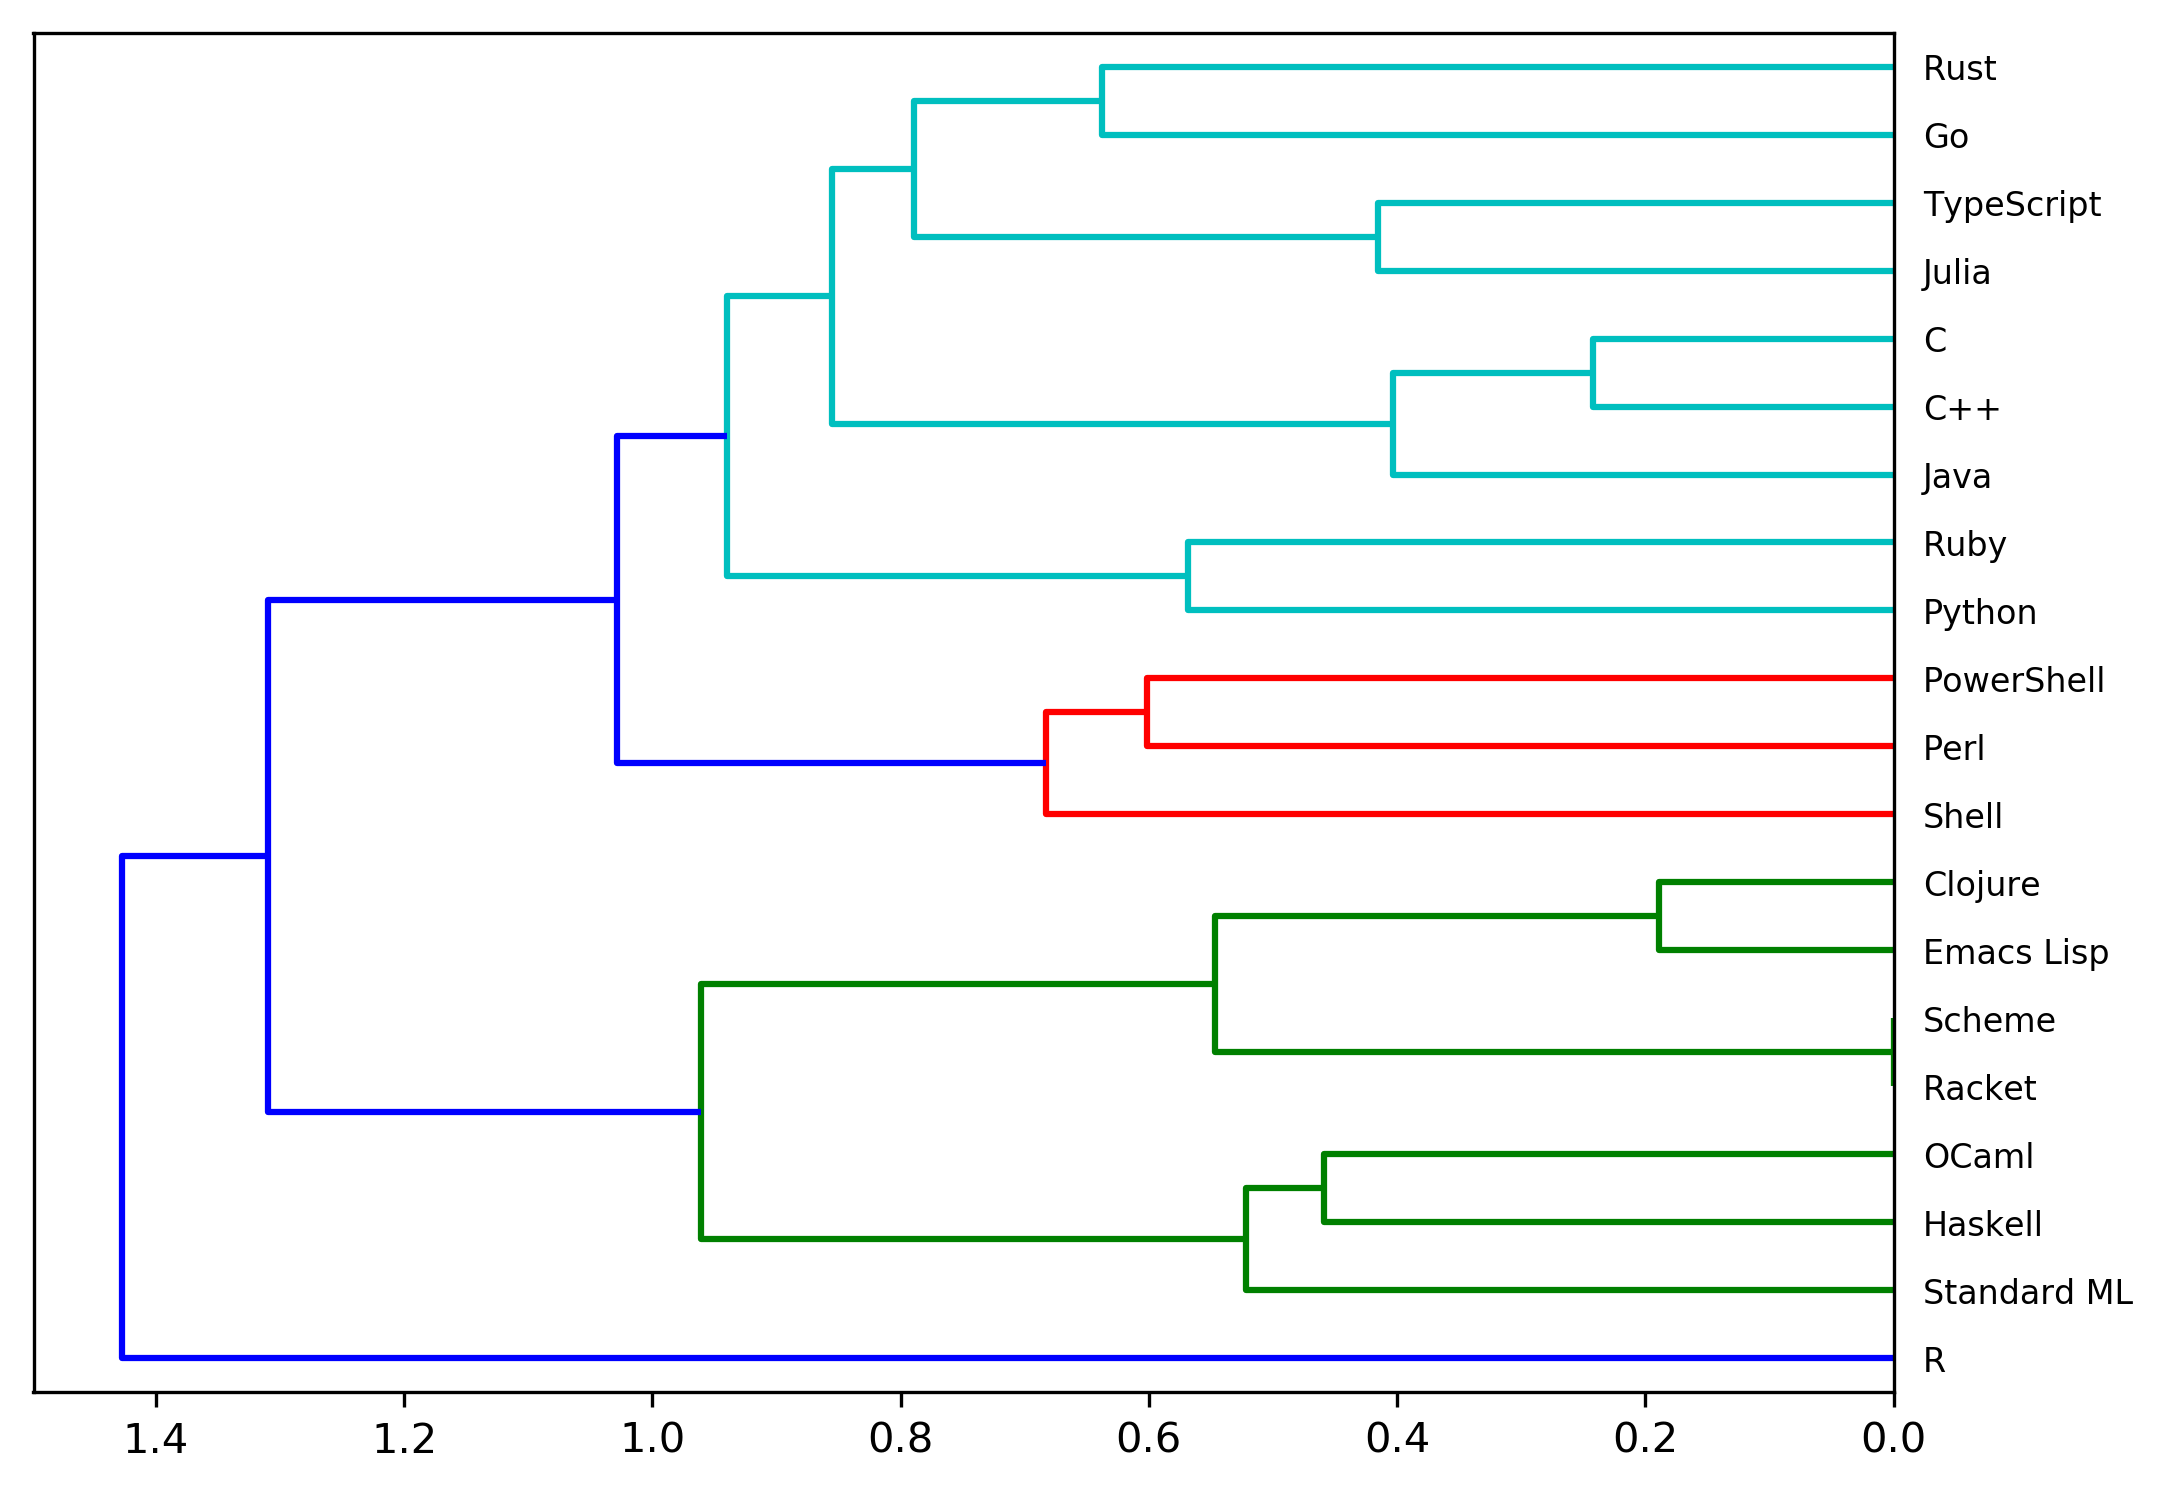 Rust
Go
TypeScript
Julia
C
C++
Java
Ruby
Python
PowerShell
Perl
Shell
Clojure
Emacs Lisp
Scheme
Racket
OCaml
Haskell
Standard ML
R
1.4 1.2 1.0 0.8 0.6 0.4 0.2 0.0